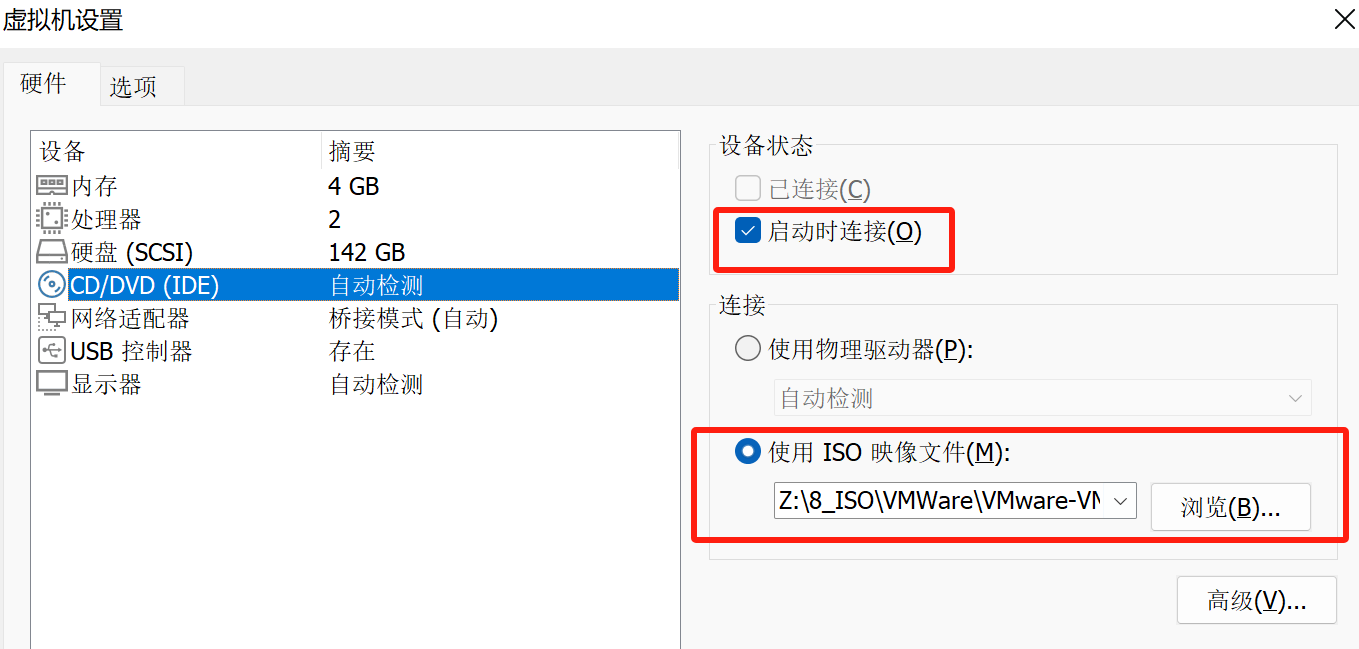 虚拟机设置
硬件
选项
设备 摘要
内存 4 GB
处理器 2
硬盘 (SCSI) 142 GB
CD/DVD (IDE) 自动检测
网络适配器 桥接模式 (自动)
USB 控制器 存在
显示器 自动检测
设备状态
已连接(C)
启动时连接(O)
连接
使用物理驱动器(P):
自动检测
使用 ISO 映像文件(M):
Z:\8_ISO\VMWare\VMware-VM
浏览(B)...
高级(V)...